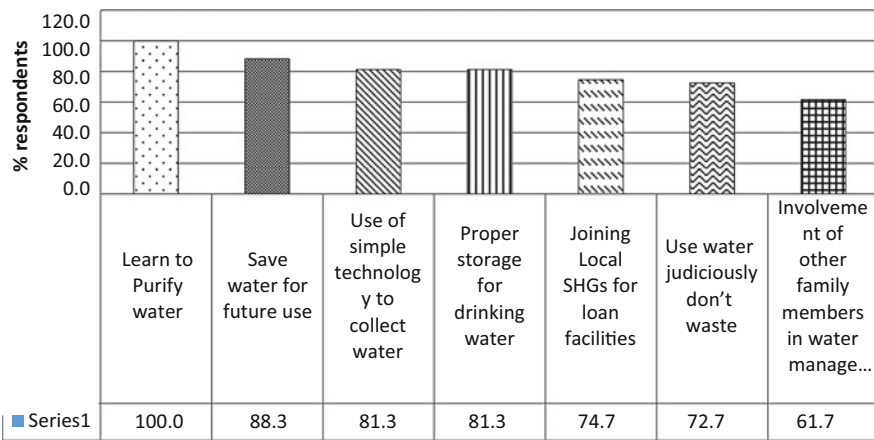 120.0
100.0
80.0
60.0
40.0
20.0
0.0
% respondents
Learn to
Purify
water
Save
water for
future use
Use of
simple
technolog
y to
collect
water
Proper
storage
for
drinking
water
Joining
Local
SHGs for
loan
facilities
Use water
judiciously
don't
waste
Involveme
nt of
other
family
members
in water
manage...
Series1 100.0 88.3 81.3 81.3 74.7 72.7 61.7